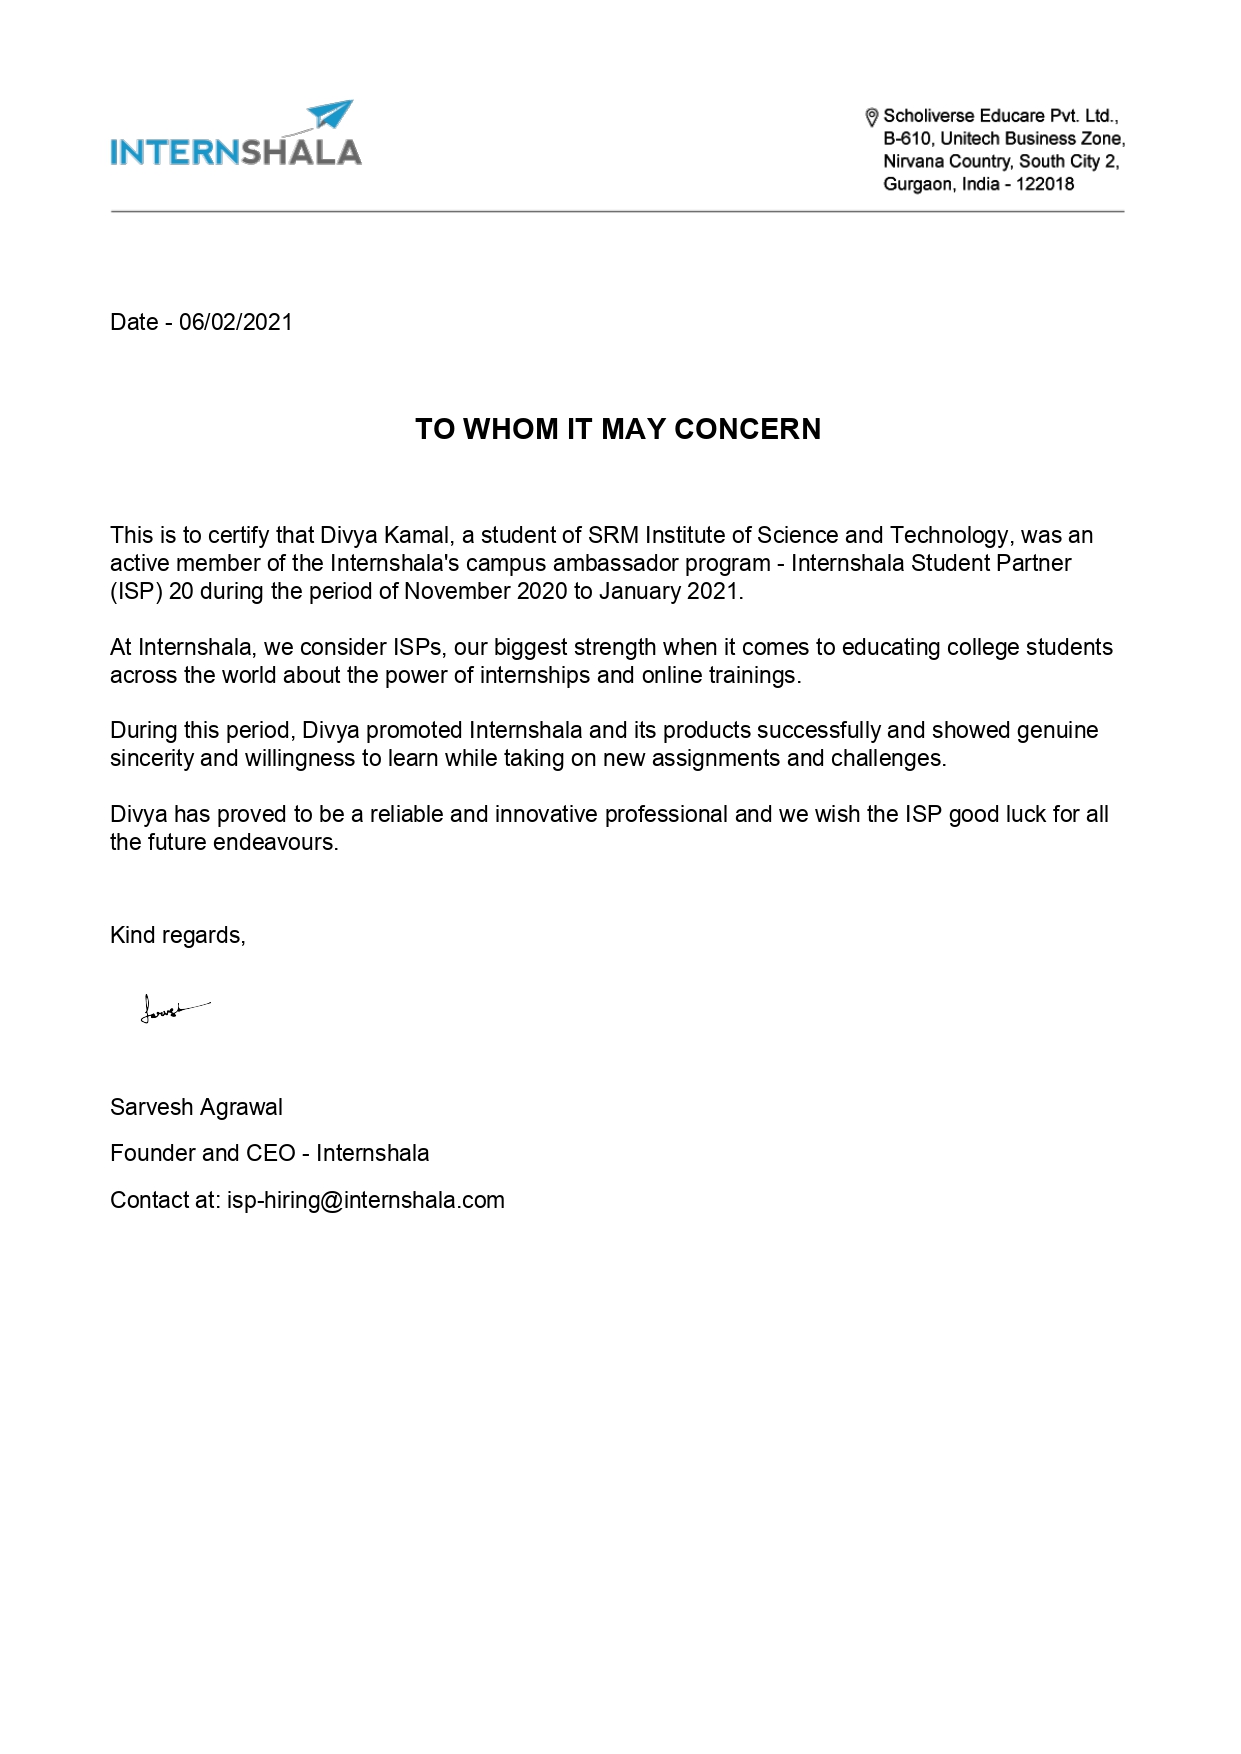 INTERNSHALA
Scholiverse Educare Pvt. Ltd.,
B-610, Unitech Business Zone,
Nirvana Country, South City 2,
Gurgaon, India - 122018
Date - 06/02/2021
TO WHOM IT MAY CONCERN
This is to certify that Divya Kamal, a student of SRM Institute of Science and Technology, was an
active member of the Internshala's campus ambassador program - Internshala Student Partner
(ISP) 20 during the period of November 2020 to January 2021.
At Internshala, we consider ISPs, our biggest strength when it comes to educating college students
across the world about the power of internships and online trainings.
During this period, Divya promoted Internshala and its products successfully and showed genuine
sincerity and willingness to learn while taking on new assignments and challenges.
Divya has proved to be a reliable and innovative professional and we wish the ISP good luck for all
the future endeavours.
Kind regards,
Sarvesh Agrawal
Founder and CEO - Internshala
Contact at: isp-hiring@internshala.com